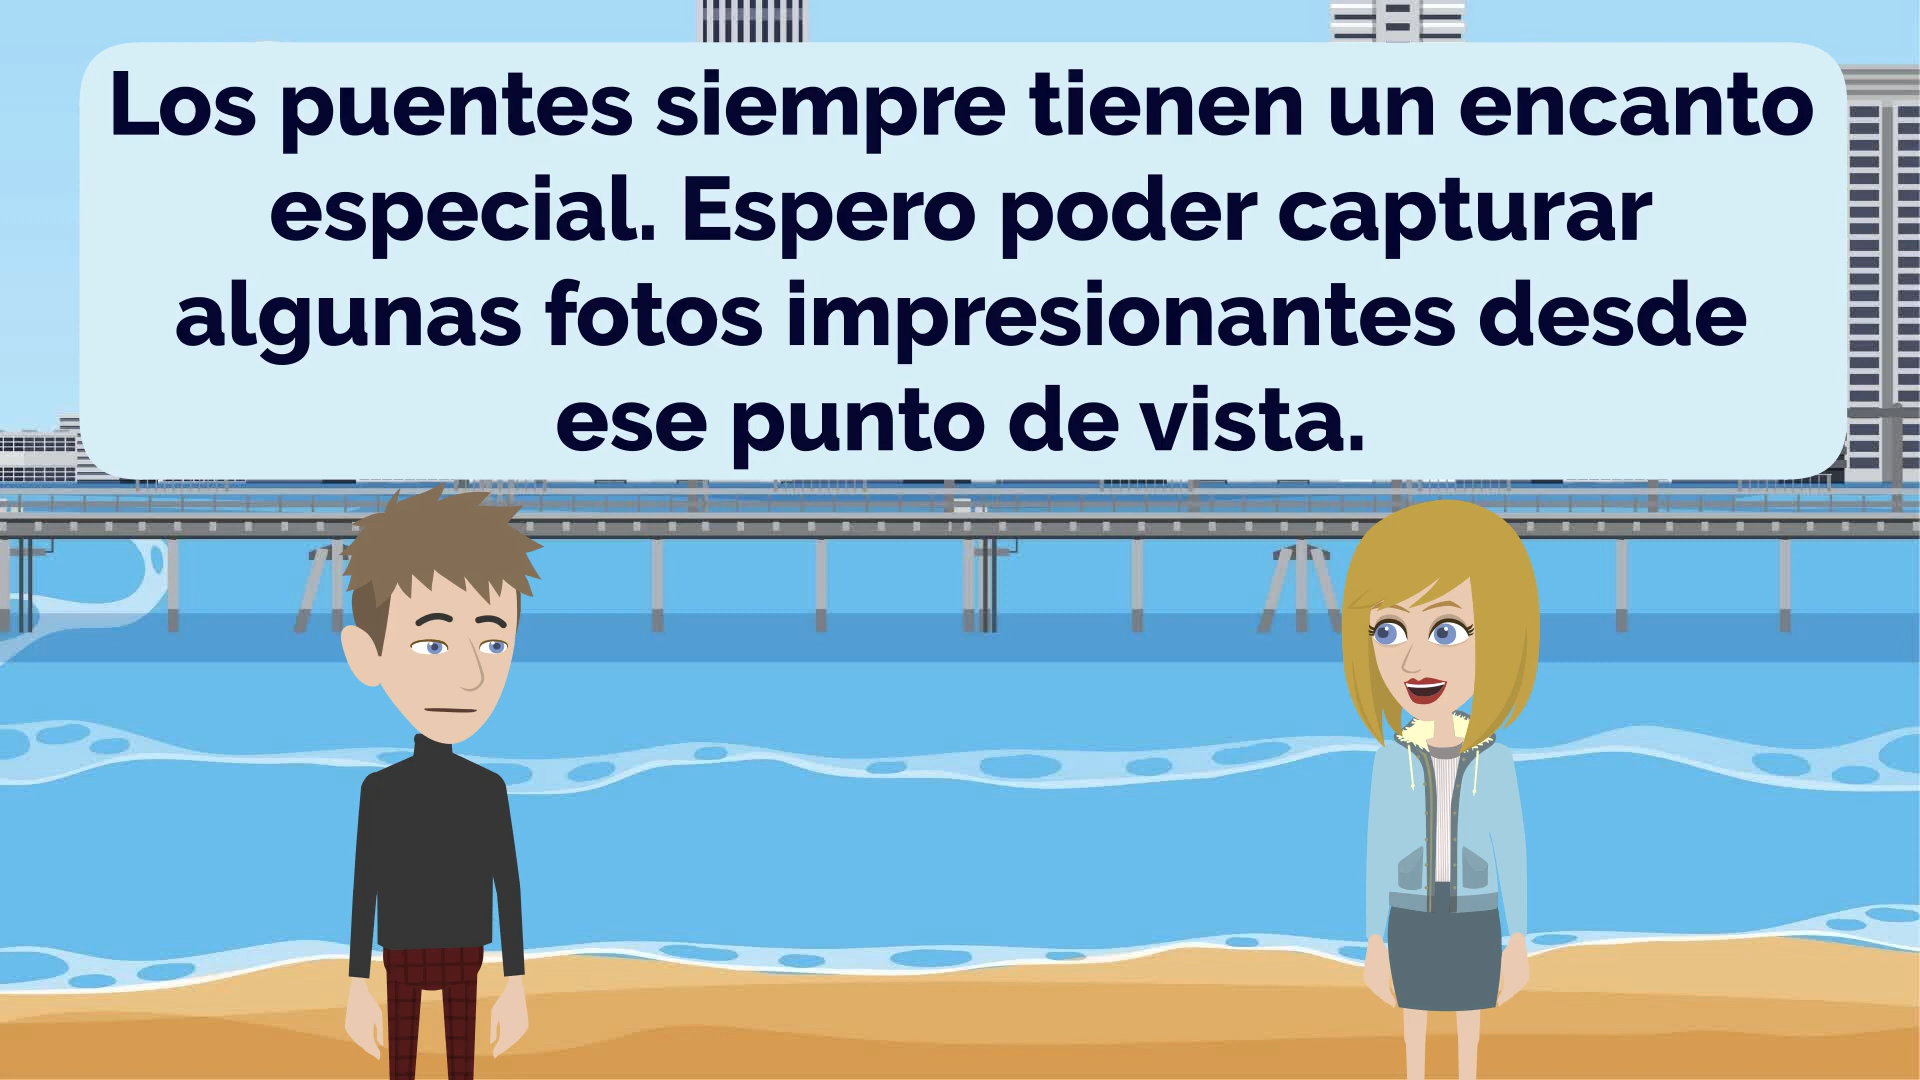 Los puentes siempre tienen un encanto
especial. Espero poder capturar
algunas fotos impresionantes desde
ese punto de vista.